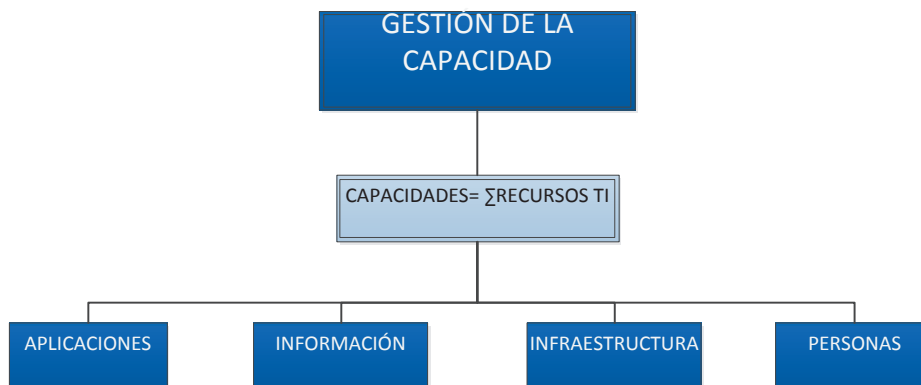 GESTIÓN DE LA
CAPACIDAD
CAPACIDADES= ∑RECURSOS TI
APLICACIONES
INFORMACIÓN
INFRAESTRUCTURA
PERSONAS